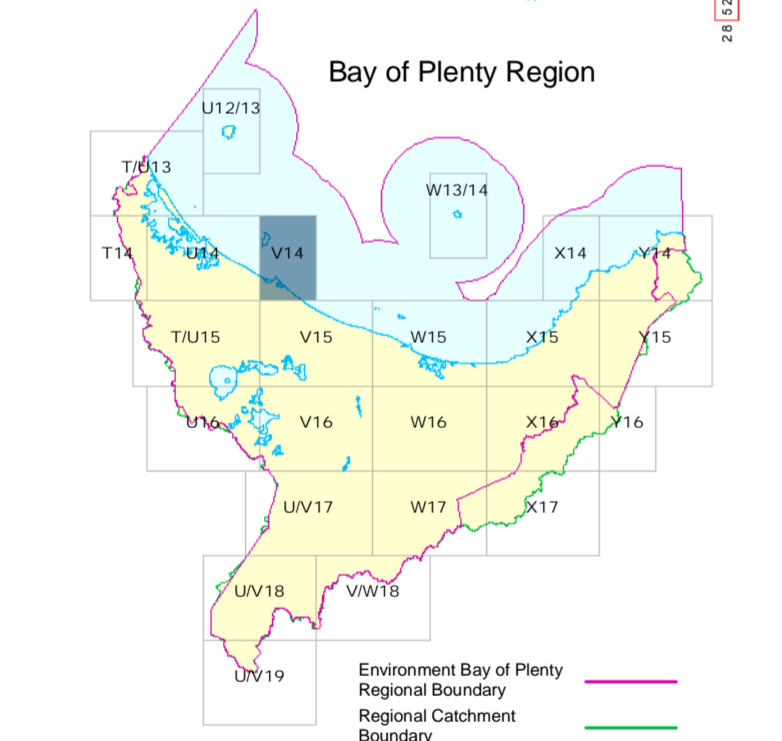 28 52
Bay of Plenty Region
U12/13
T/U13
W13/14
T14
U14
V14
X14
Y14
T/U15
V15
W15
X15
Y15
U16
V16
W16
X16
Y16
U/V17
W17
X17
U/V18
V/W18
U/V19
Environment Bay of Plenty
Regional Boundary
Regional Catchment
Boundary